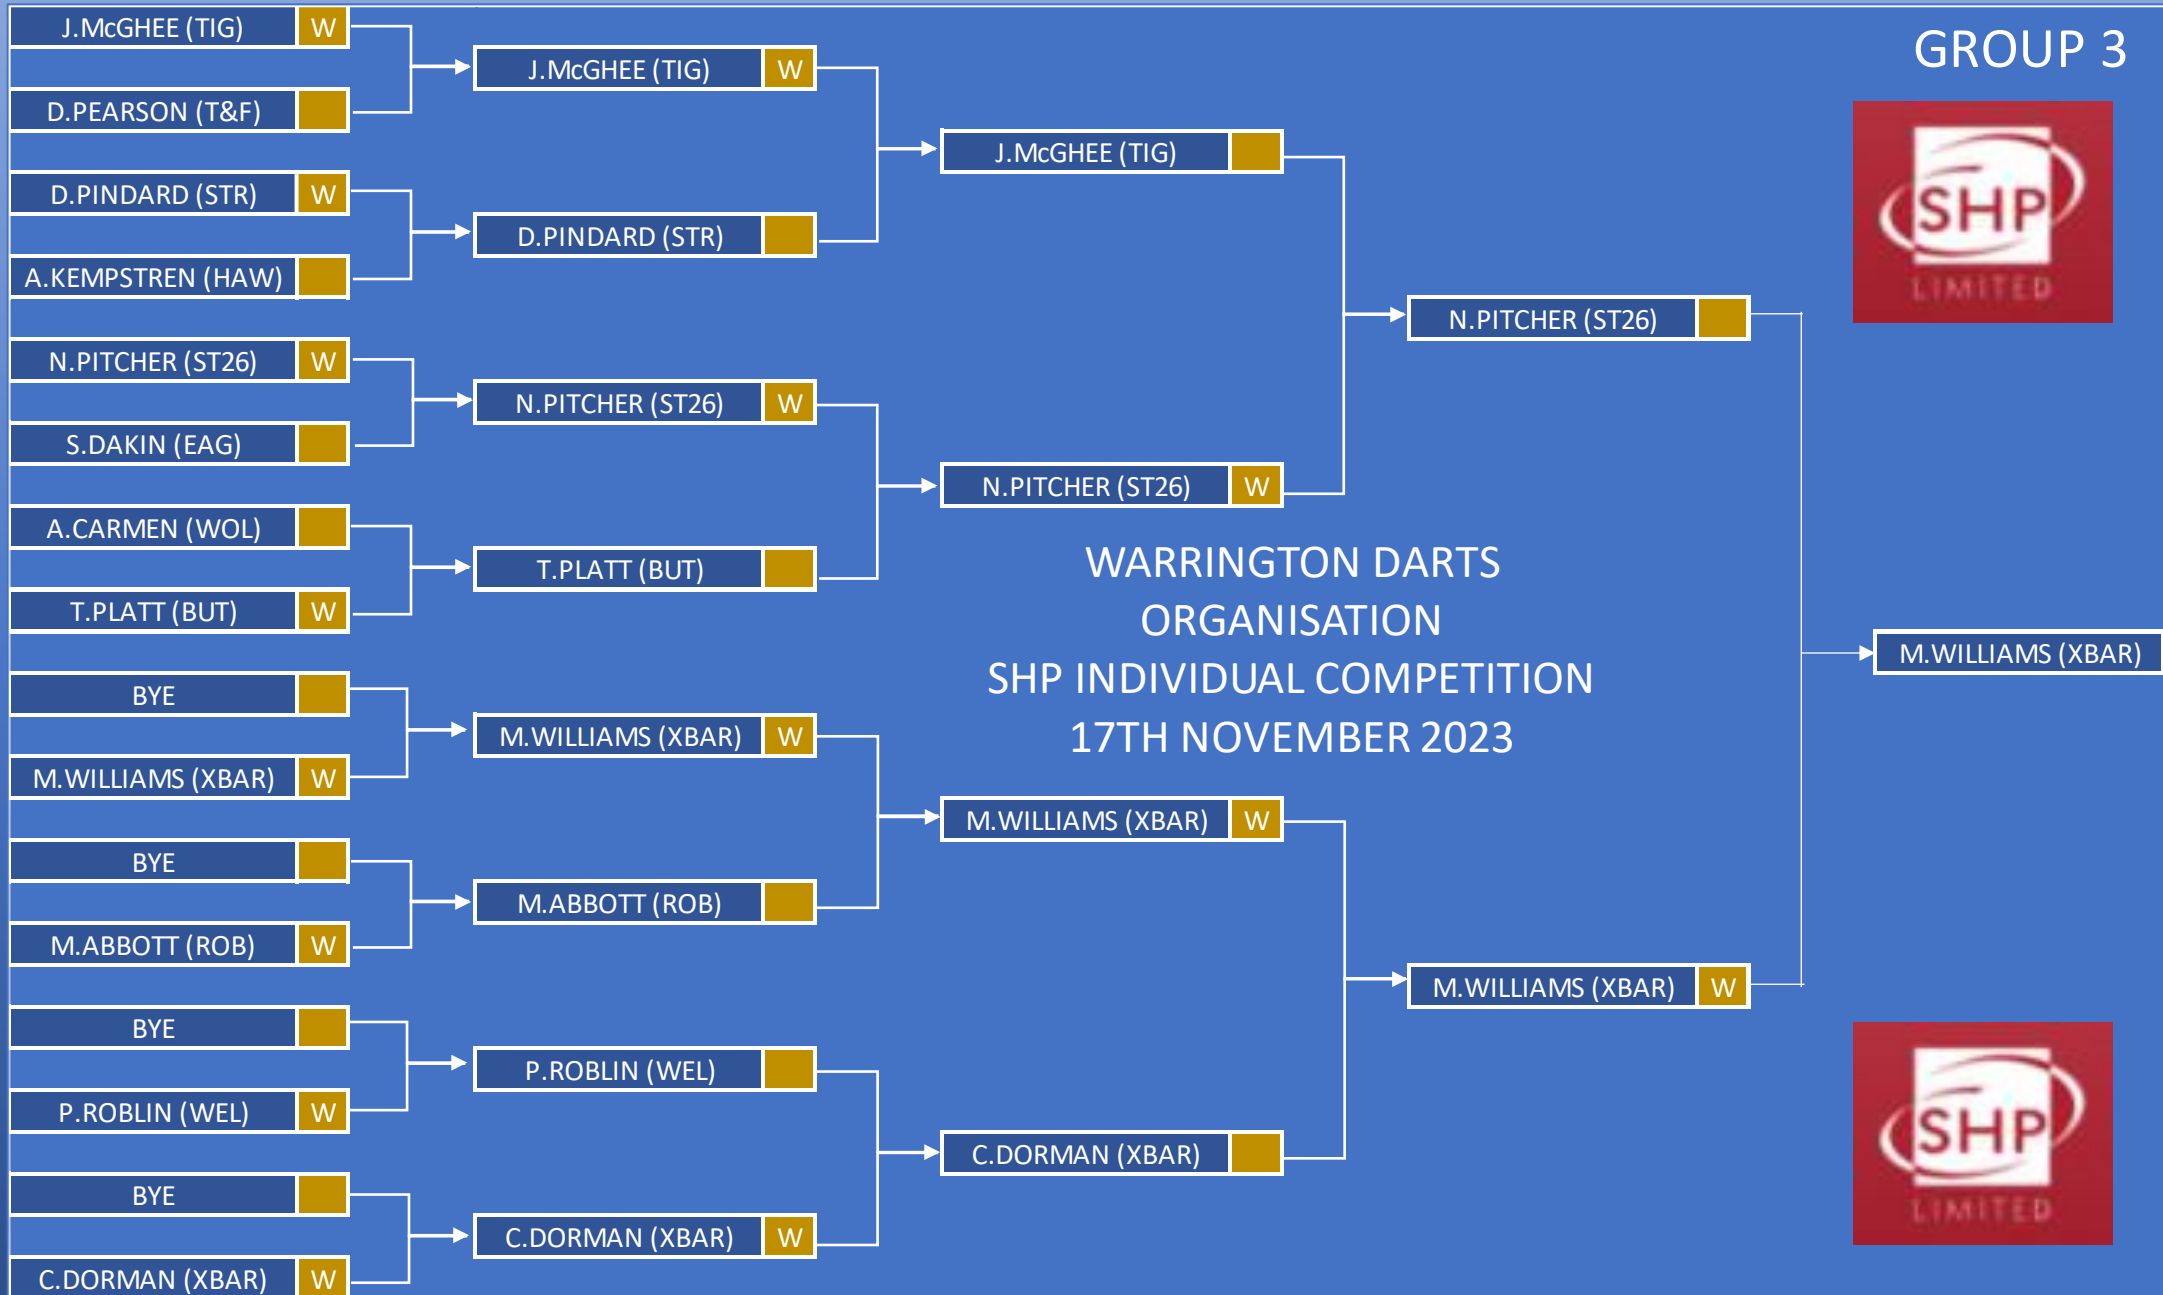 GROUP 3
J.McGHEE (TIG) W
D.PEARSON (T&F)
D.PINDARD (STR) W
A.KEMPSTREN (HAW)
N.PITCHER (ST26) W
S.DAKIN (EAG)
A.CARMEN (WOL)
T.PLATT (BUT) W
BYE
M.WILLIAMS (XBAR) W
BYE
M.ABBOTT (ROB) W
BYE
P.ROBLIN (WEL) W
BYE
C.DORMAN (XBAR) W
J.McGHEE (TIG) W
D.PINDARD (STR)
N.PITCHER (ST26) W
T.PLATT (BUT)
M.WILLIAMS (XBAR) W
M.ABBOTT (ROB)
P.ROBLIN (WEL)
C.DORMAN (XBAR) W
J.McGHEE (TIG)
N.PITCHER (ST26) W
M.WILLIAMS (XBAR) W
C.DORMAN (XBAR)
N.PITCHER (ST26)
M.WILLIAMS (XBAR) W
M.WILLIAMS (XBAR)
WARRINGTON DARTS
ORGANISATION
SHP INDIVIDUAL COMPETITION
17TH NOVEMBER 2023
SHP
LIMITED
SHP
LIMITED